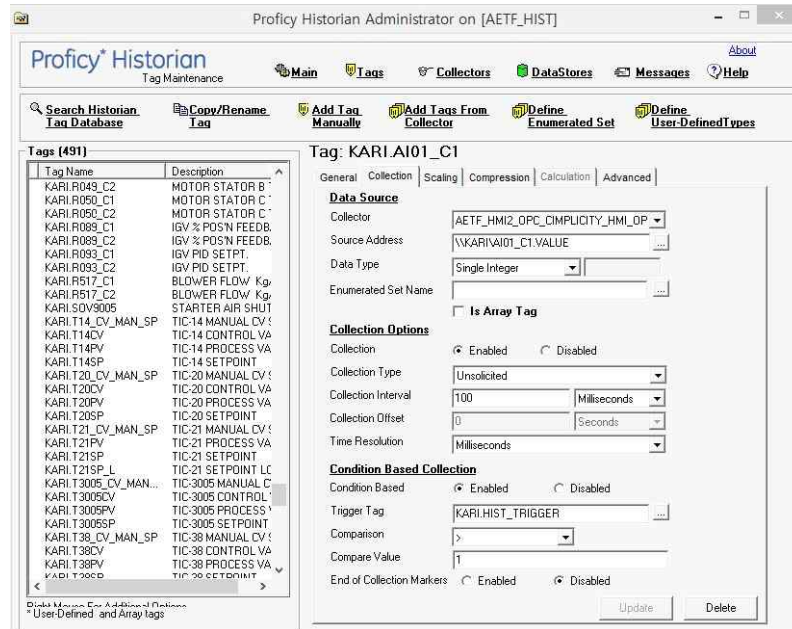 Proficy Historian Administrator on [AETF_HIST]
About
Proficy* Historian
Tag Maintenance
Main
Tags
Collectors
DataStores
Messages
Help
Search Historian
Tag Database
Copy/Rename
Tag
Add Tag
Manually
Add Tags From
Collector
Define
Enumerated Set
Define
User-DefinedTypes
Tags (491)
Tag Name Description
KARI.R049_C2 MOTOR STATOR B
KARI.R050_C1 MOTOR STATOR C
KARI.R050_C2 MOTOR STATOR C
KARI.R089_C1 IGV % POS'N FEEDB.
KARI.R089_C2 IGV % POS'N FEEDB.
KARI.R093_C1 IGV PID SETPT.
KARI.R093_C2 IGV PID SETPT.
KARI.R517_C1 BLOWER FLOW Kg/
KARI.R517_C2 BLOWER FLOW Kg/
KARI.SOV9005 STARTER AIR SHUT
KARI.T14_CV_MAN_SP TIC-14 MANUAL CV
KARI.T14CV TIC-14 CONTROL VA
KARI.T14PV TIC-14 PROCESS VA
KARI.T14SP TIC-14 SETPOINT
KARI.T20_CV_MAN_SP TIC-20 MANUAL CV
KARI.T20CV TIC-20 CONTROL VA
KARI.T20PV TIC-20 PROCESS VA
KARI.T20SP TIC-20 SETPOINT
KARI.T21_CV_MAN_SP TIC-21 MANUAL CV
KARI.T21PV TIC-21 PROCESS VA
KARI.T21SP TIC-21 SETPOINT
KARI.T21SP_L TIC-21 SETPOINT LC
KARI.T3005_CV_MAN... TIC-3005 MANUAL C
KARI.T3005CV TIC-3005 CONTROL
KARI.T3005PV TIC-3005 PROCESS
KARI.T3005SP TIC-3005 SETPOINT
KARI.T38_CV_MAN_SP TIC-38 MANUAL CV
KARI.T38CV TIC-38 CONTROL VA
KARI.T38PV TIC-38 PROCESS VA
KARI.T38SP TIC-38 SETPOINT
Right Mouse For Additional Options
* User-Defined and Array tags
Tag: KARI.AI01_C1
General Collection Scaling Compression Calculation Advanced
Data Source
Collector AETF_HMI2_OPC_CIMPLICITY_HMI_OP
Source Address \\KARI\AI01_C1.VALUE ...
Data Type Single Integer
Enumerated Set Name ...
Is Array Tag
Collection Options
Collection Enabled Disabled
Collection Type Unsolicited
Collection Interval 100 Milliseconds
Collection Offset 0 Seconds
Time Resolution Milliseconds
Condition Based Collection
Condition Based Enabled Disabled
Trigger Tag KARI.HIST_TRIGGER ...
Comparison >
Compare Value 1
End of Collection Markers Enabled Disabled
Update Delete